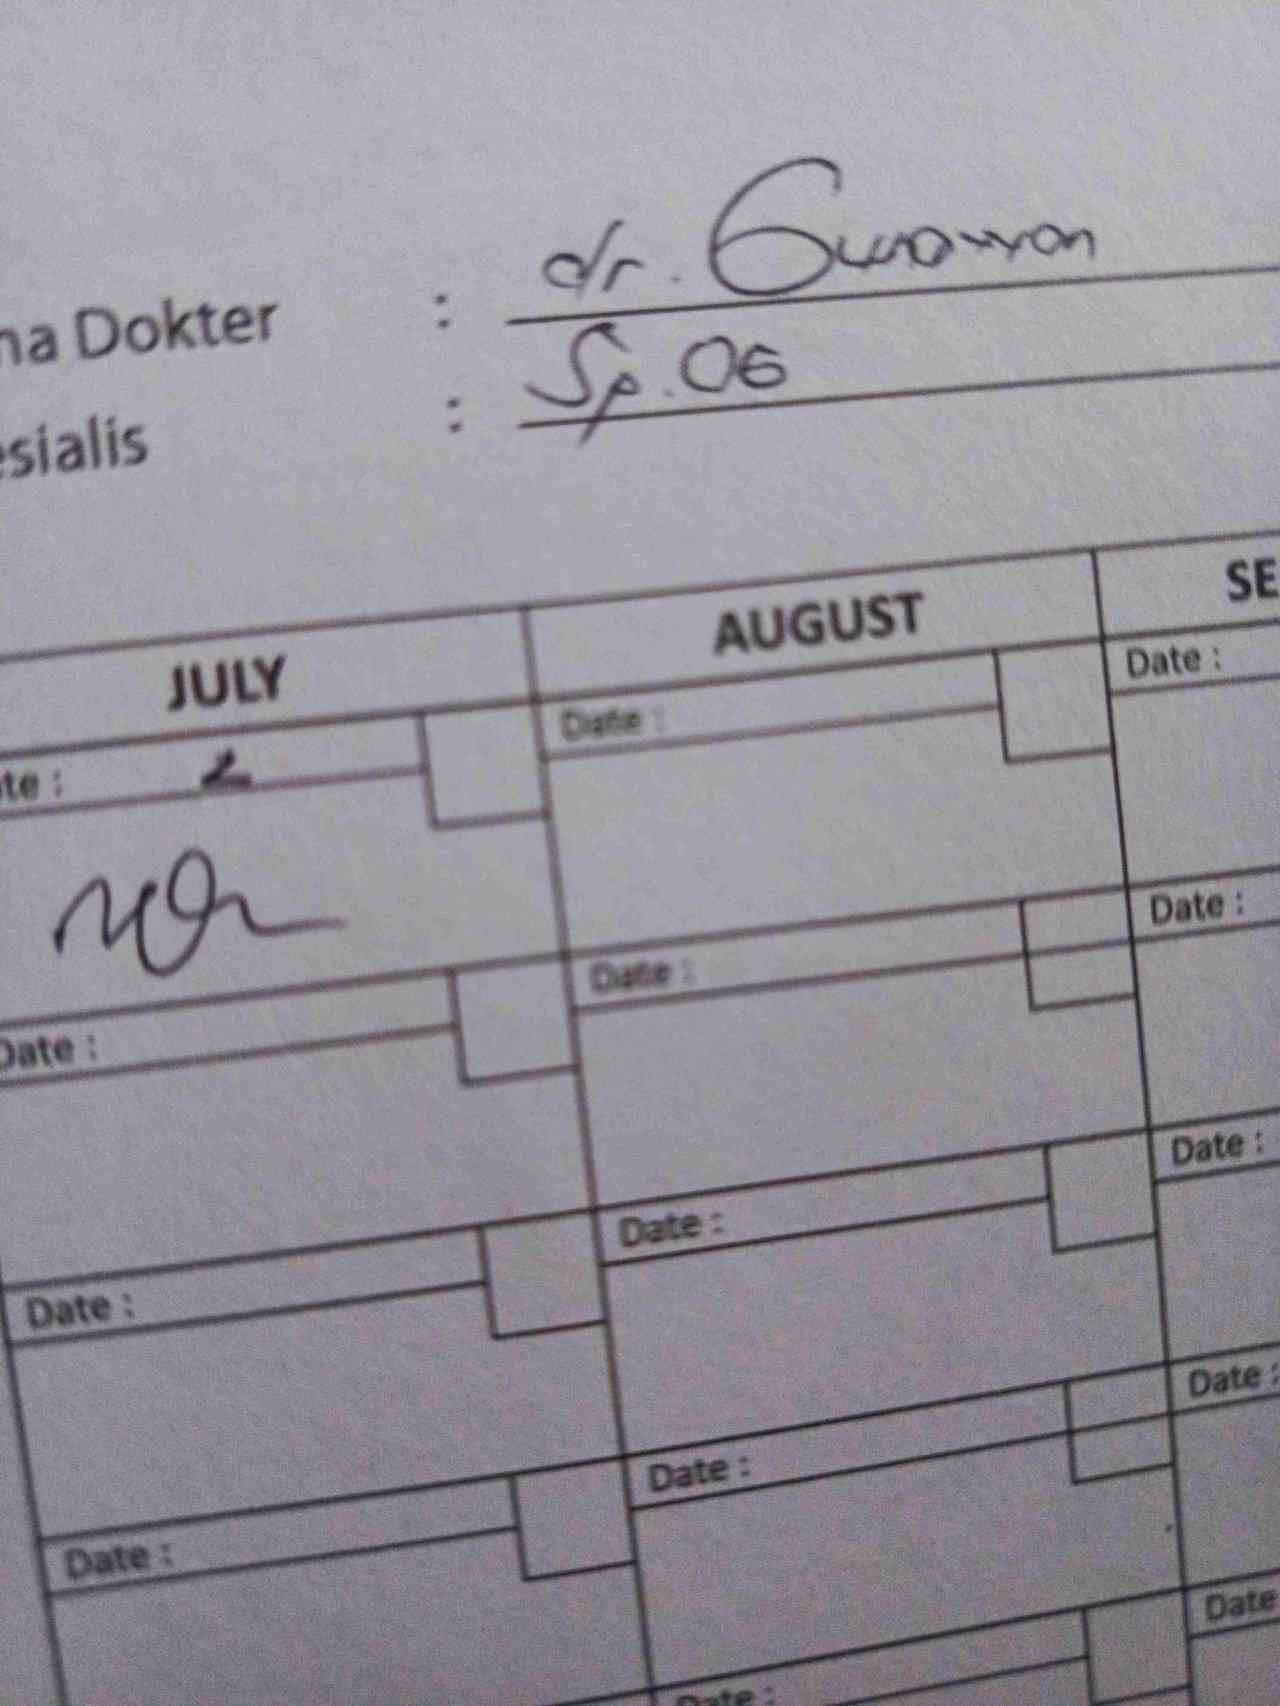 na Dokter : dr. Gunawan
esialis : Sp.OG
JULY AUGUST SE
te : 2 Date : Date :
Date : Date : Date :
Date : Date : Date :
Date : Date : Date :
Date : Date